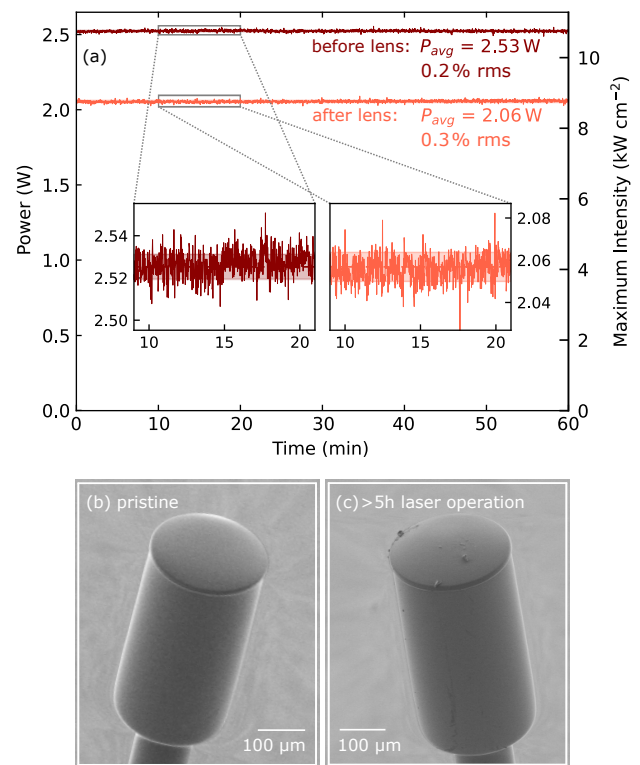 (a)
before lens: P_avg = 2.53 W
0.2 % rms
after lens: P_avg = 2.06 W
0.3 % rms
Power (W)
2.5
2.0
1.5
1.0
0.5
0.0
Maximum Intensity (kW cm⁻²)
10
8
6
4
2
0
2.54
2.52
2.50
10 15 20
2.08
2.06
2.04
10 15 20
0 10 20 30 40 50 60
Time (min)
(b) pristine
100 µm
(c)>5h laser operation
100 µm